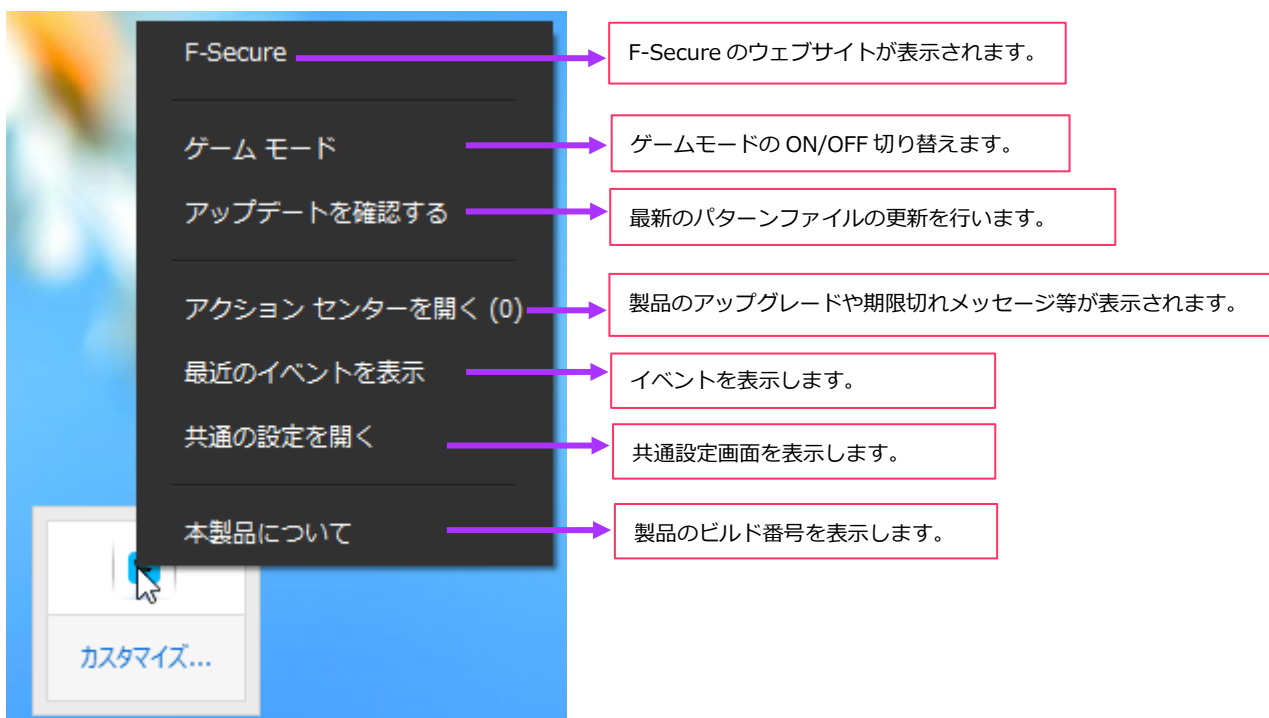 F-Secure
F-Secure のウェブサイトが表示されます。
ゲーム モード
ゲームモードの ON/OFF 切り替えます。
アップデートを確認する
最新のパターンファイルの更新を行います。
アクション センターを開く (0)
製品のアップグレードや期限切れメッセージ等が表示されます。
最近のイベントを表示
イベントを表示します。
共通の設定を開く
共通設定画面を表示します。
本製品について
製品のビルド番号を表示します。
カスタマイズ...